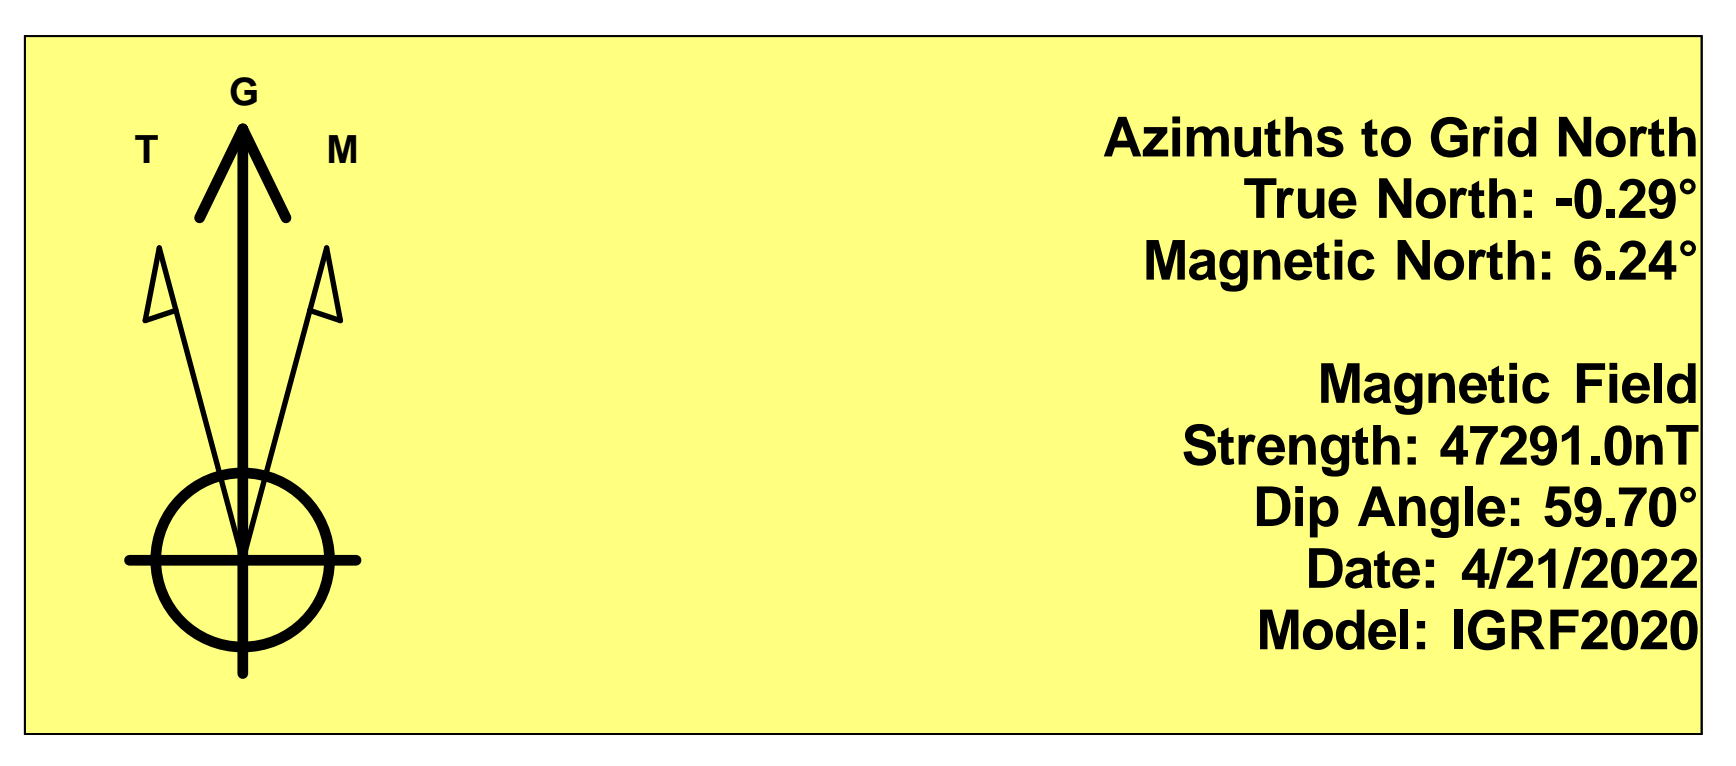 G
T M
Azimuths to Grid North
True North: -0.29°
Magnetic North: 6.24°
Magnetic Field
Strength: 47291.0nT
Dip Angle: 59.70°
Date: 4/21/2022
Model: IGRF2020